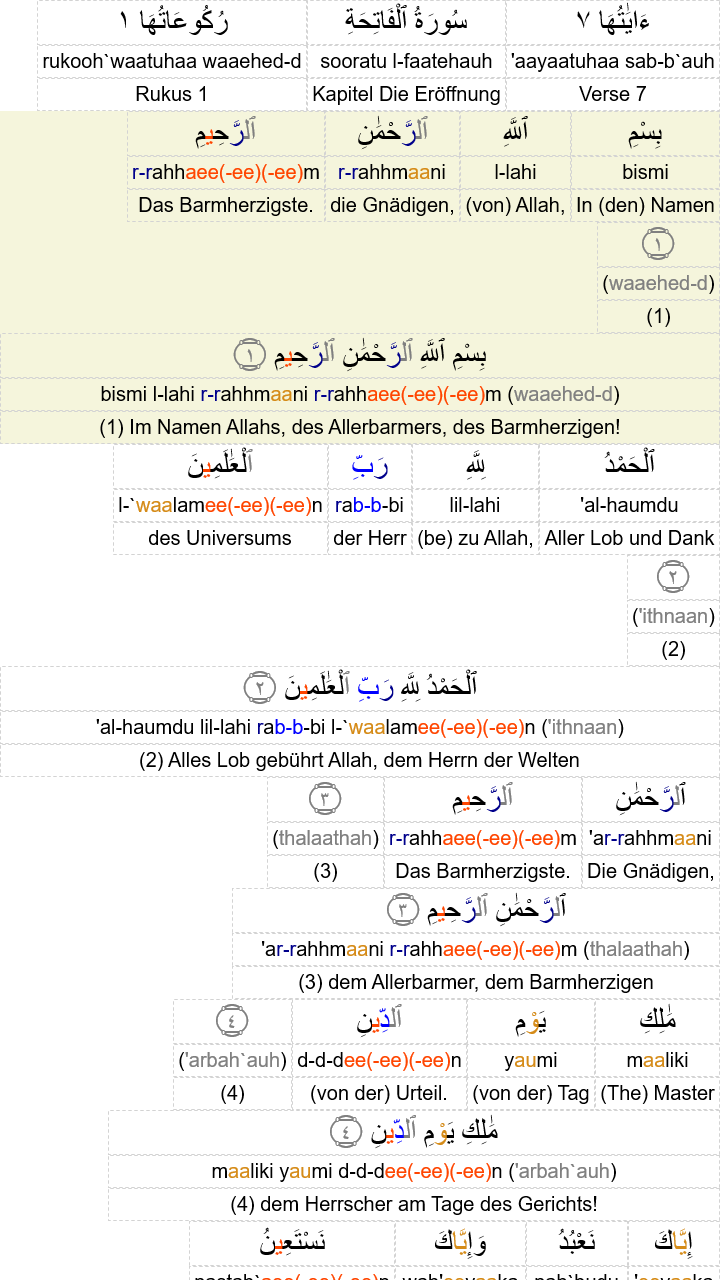 ءَايَٰتُهَا ٧ سُورَةُ ٱلْفَاتِحَةِ رُكُوعَاتُهَا ١
'aayaatuhaa sab-b`auh sooratu l-faatehauh rukooh`waatuhaa waaehed-d
Verse 7 Kapitel Die Eröffnung Rukus 1
بِسْمِ ٱللَّهِ ٱلرَّحْمَٰنِ ٱلرَّحِيمِ
bismi l-lahi r-rahhmaani r-rahhaee(-ee)(-ee)m
In (den) Namen (von) Allah, die Gnädigen, Das Barmherzigste.
١
(waaehed-d)
(1)
بِسْمِ ٱللَّهِ ٱلرَّحْمَٰنِ ٱلرَّحِيمِ ١
bismi l-lahi r-rahhmaani r-rahhaee(-ee)(-ee)m (waaehed-d)
(1) Im Namen Allahs, des Allerbarmers, des Barmherzigen!
ٱلْحَمْدُ لِلَّهِ رَبِّ ٱلْعَٰلَمِينَ
'al-haumdu lil-lahi rab-b-bi l-`waalamee(-ee)(-ee)n
Aller Lob und Dank (be) zu Allah, der Herr des Universums
٢
('ithnaan)
(2)
ٱلْحَمْدُ لِلَّهِ رَبِّ ٱلْعَٰلَمِينَ ٢
'al-haumdu lil-lahi rab-b-bi l-`waalamee(-ee)(-ee)n ('ithnaan)
(2) Alles Lob gebührt Allah, dem Herrn der Welten
ٱلرَّحْمَٰنِ ٱلرَّحِيمِ ٣
'ar-rahhmaani r-rahhaee(-ee)(-ee)m (thalaathah)
Die Gnädigen, Das Barmherzigste. (3)
ٱلرَّحْمَٰنِ ٱلرَّحِيمِ ٣
'ar-rahhmaani r-rahhaee(-ee)(-ee)m (thalaathah)
(3) dem Allerbarmer, dem Barmherzigen
مَٰلِكِ يَوْمِ ٱلدِّينِ ٤
maaliki yaumi d-d-dee(-ee)(-ee)n ('arbah`auh)
(The) Master (von der) Tag (von der) Urteil. (4)
مَٰلِكِ يَوْمِ ٱلدِّينِ ٤
maaliki yaumi d-d-dee(-ee)(-ee)n ('arbah`auh)
(4) dem Herrscher am Tage des Gerichts!
إِيَّاكَ نَعْبُدُ وَإِيَّاكَ نَسْتَعِينُ